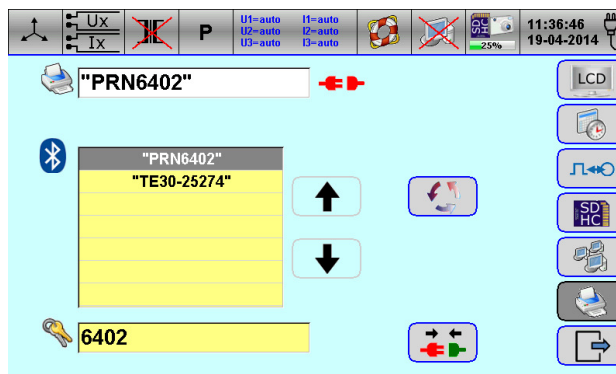 Ux
Ix
P
U1=auto I1=auto
U2=auto I2=auto
U3=auto I3=auto
SD
HC
25%
11:36:46
19-04-2014
"PRN6402"
LCD
"PRN6402"
"TE30-25274"
SD
HC
6402